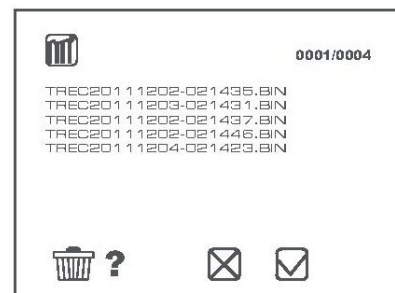 0001/0004
TREC20111202-021435.BIN
TREC20111203-021431.BIN
TREC20111202-021437.BIN
TREC20111202-021446.BIN
TREC20111204-021423.BIN
?